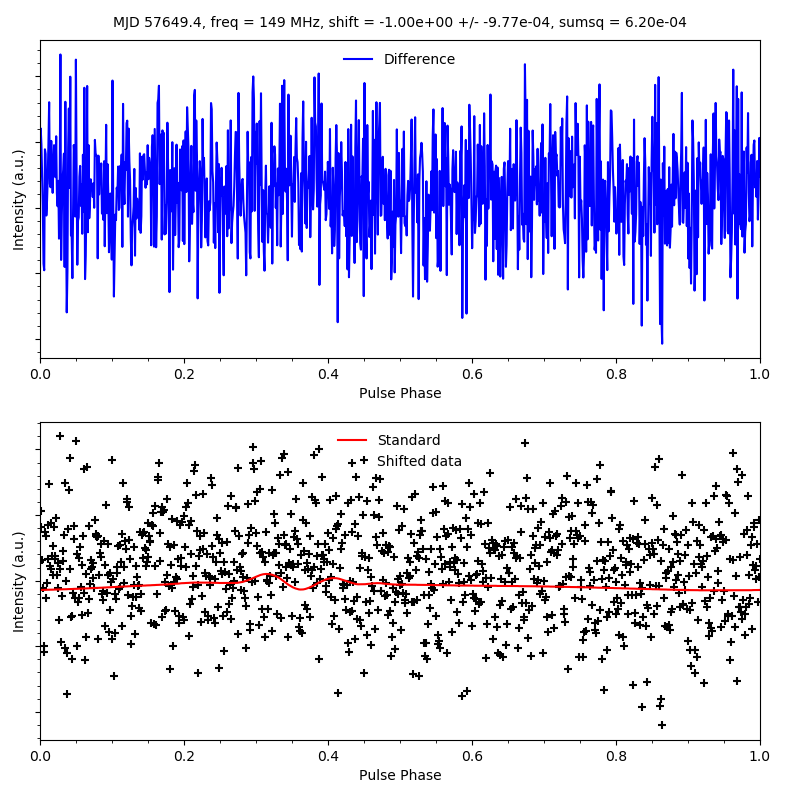 MJD 57649.4, freq = 149 MHz, shift = -1.00e+00 +/- -9.77e-04, sumsq = 6.20e-04
Difference
Intensity (a.u.)
0.0 0.2 0.4 0.6 0.8 1.0
Pulse Phase
Standard
Shifted data
Intensity (a.u.)
0.0 0.2 0.4 0.6 0.8 1.0
Pulse Phase